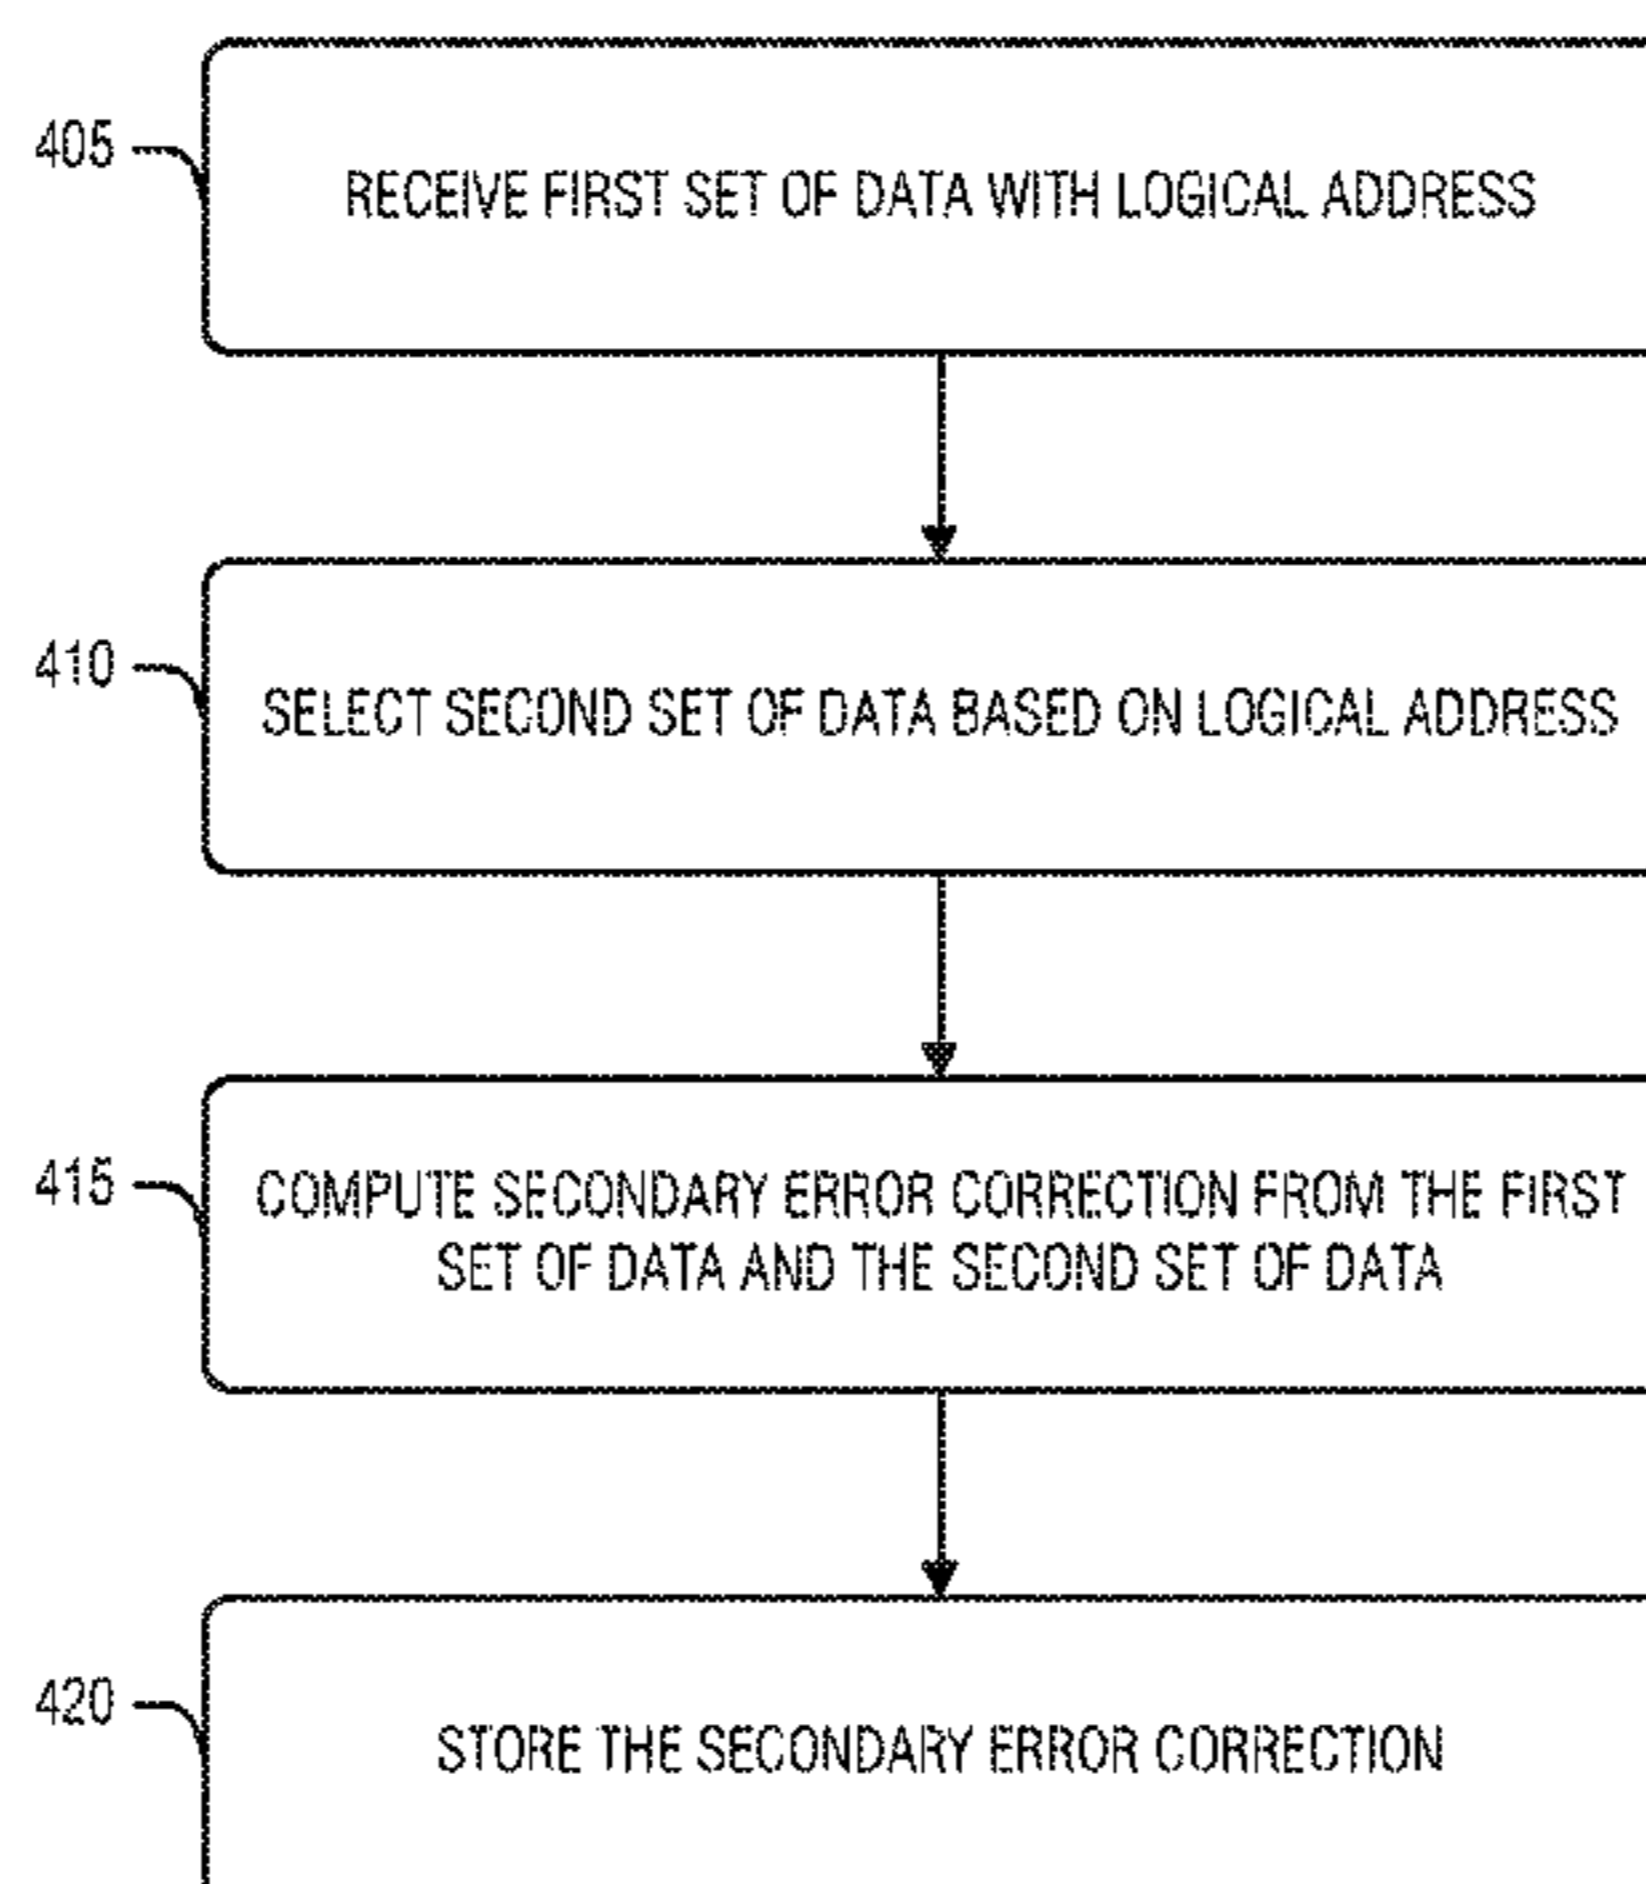 405
RECEIVE FIRST SET OF DATA WITH LOGICAL ADDRESS
410
SELECT SECOND SET OF DATA BASED ON LOGICAL ADDRESS
415
COMPUTE SECONDARY ERROR CORRECTION FROM THE FIRST
SET OF DATA AND THE SECOND SET OF DATA
420
STORE THE SECONDARY ERROR CORRECTION